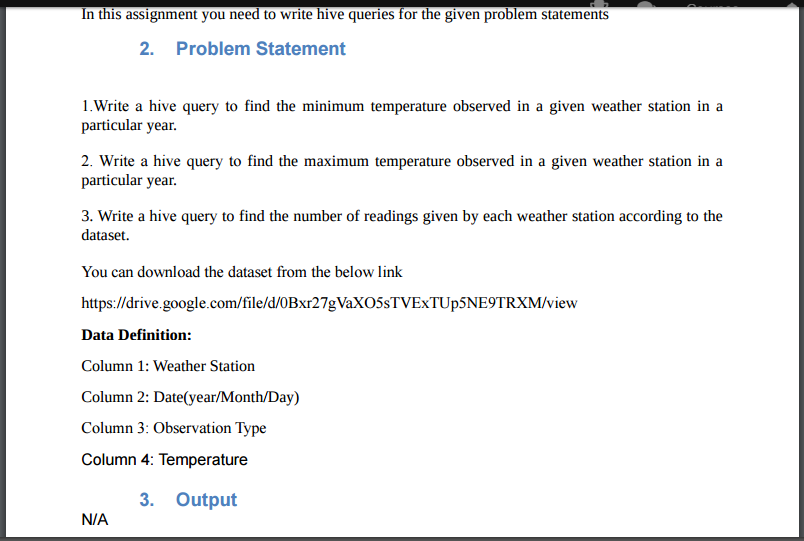 In this assignment you need to write hive queries for the given problem statements
2. Problem Statement
1.Write a hive query to find the minimum temperature observed in a given weather station in a
particular year.
2. Write a hive query to find the maximum temperature observed in a given weather station in a
particular year.
3. Write a hive query to find the number of readings given by each weather station according to the
dataset.
You can download the dataset from the below link
https://drive.google.com/file/d/0Bxr27gVaXO5sTVExTUp5NE9TRXM/view
Data Definition:
Column 1: Weather Station
Column 2: Date(year/Month/Day)
Column 3: Observation Type
Column 4: Temperature
3. Output
N/A